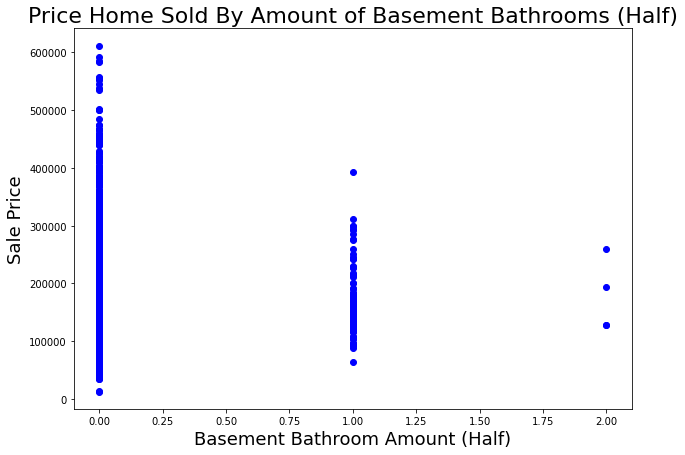 Price Home Sold By Amount of Basement Bathrooms (Half)
Sale Price
600000
500000
400000
300000
200000
100000
0
0.00 0.25 0.50 0.75 1.00 1.25 1.50 1.75 2.00
Basement Bathroom Amount (Half)